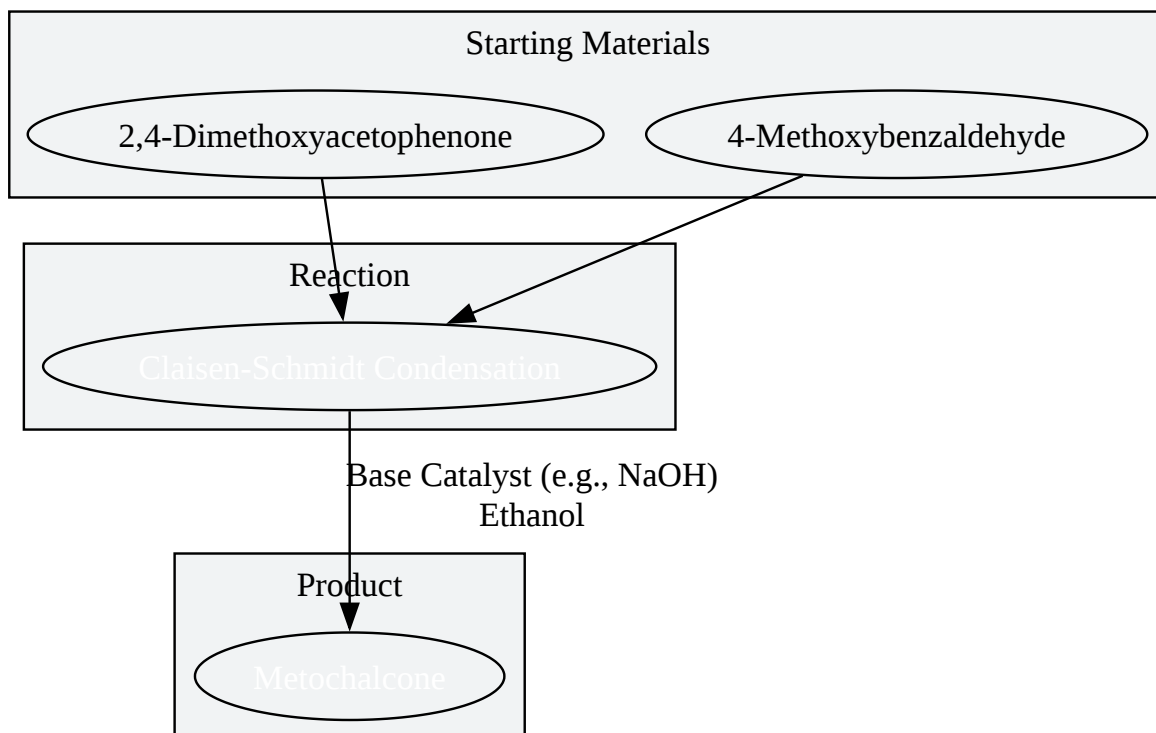 Starting Materials
2,4-Dimethoxyacetophenone
4-Methoxybenzaldehyde
Reaction
Claisen-Schmidt Condensation
Base Catalyst (e.g., NaOH)
Ethanol
Product
Metochalcone